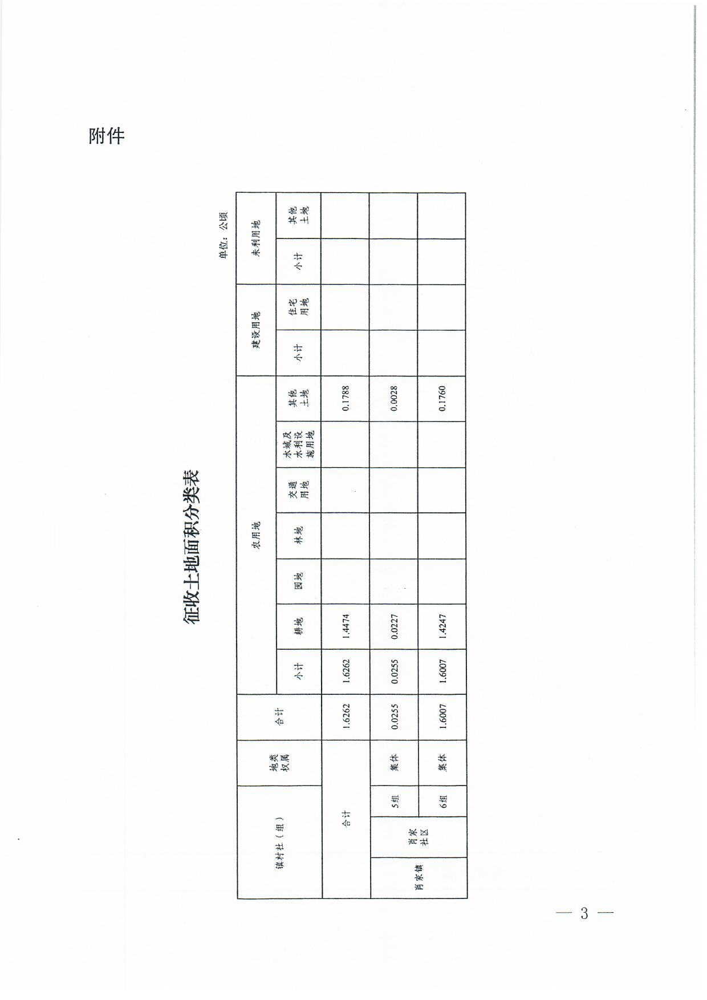 附件
征收土地面积分类表
单位：公顷
镇村社（组） 地类权属 合计 农用地 建设用地 未利用地
小计 耕地 园地 林地 交通用地 水域及水利设施用地 其他土地 小计 住宅用地 小计 其他土地
合计 1.6262 1.6262 1.4474 0.1788
肖家镇 肖家社区 5组 集体 0.0255 0.0255 0.0227 0.0028
6组 集体 1.6007 1.6007 1.4247 0.1760
— 3 —